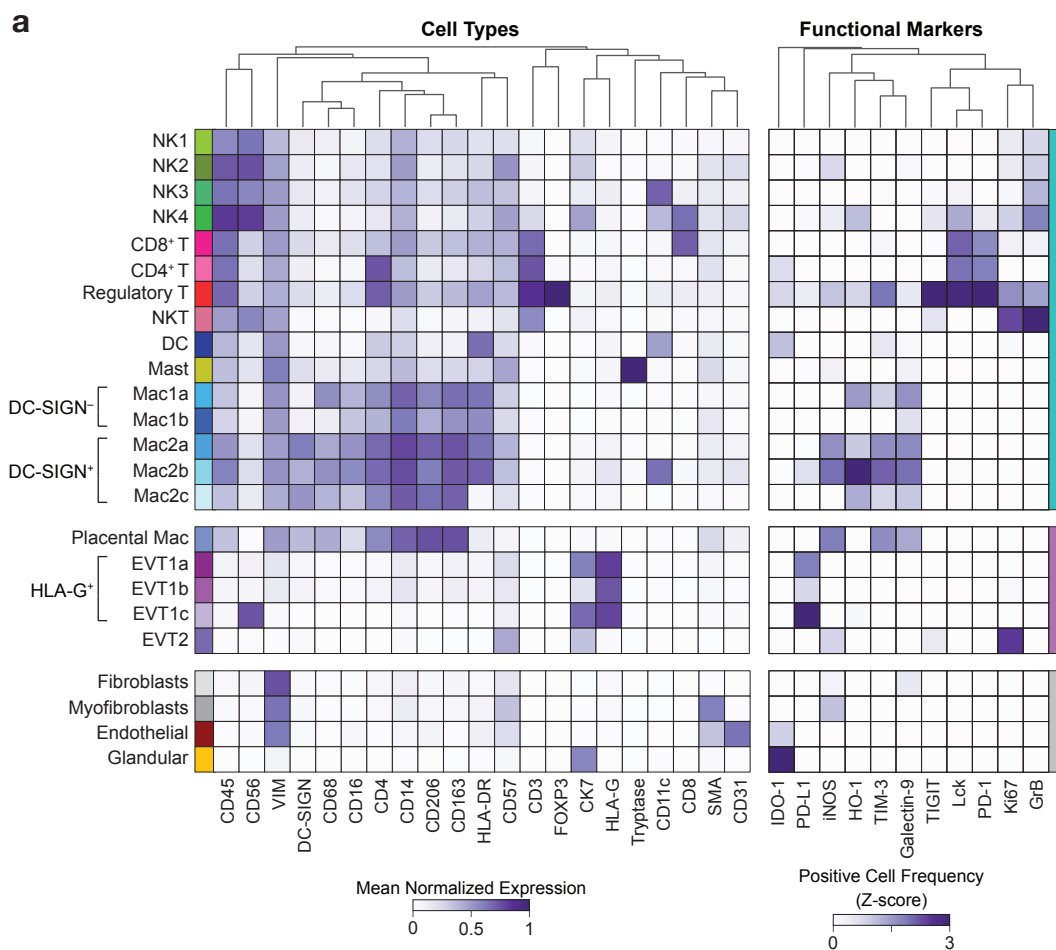 a
Cell Types
Functional Markers
NK1
NK2
NK3
NK4
CD8⁺ T
CD4⁺ T
Regulatory T
NKT
DC
Mast
DC-SIGN⁻
Mac1a
Mac1b
DC-SIGN⁺
Mac2a
Mac2b
Mac2c
Placental Mac
HLA-G⁺
EVT1a
EVT1b
EVT1c
EVT2
Fibroblasts
Myofibroblasts
Endothelial
Glandular
CD45
CD56
VIM
DC-SIGN
CD68
CD16
CD4
CD14
CD206
CD163
HLA-DR
CD57
CD3
FOXP3
CK7
HLA-G
Tryptase
CD11c
CD8
SMA
CD31
IDO-1
PD-L1
iNOS
HO-1
TIM-3
Galectin-9
TIGIT
Lck
PD-1
Ki67
GrB
Mean Normalized Expression
0 0.5 1
Positive Cell Frequency
(Z-score)
0 3